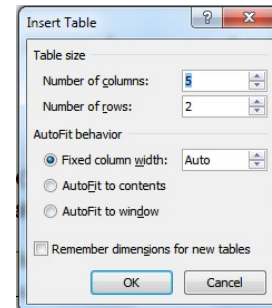 Insert Table
Table size
Number of columns: 5
Number of rows: 2
AutoFit behavior
Fixed column width: Auto
AutoFit to contents
AutoFit to window
Remember dimensions for new tables
OK Cancel